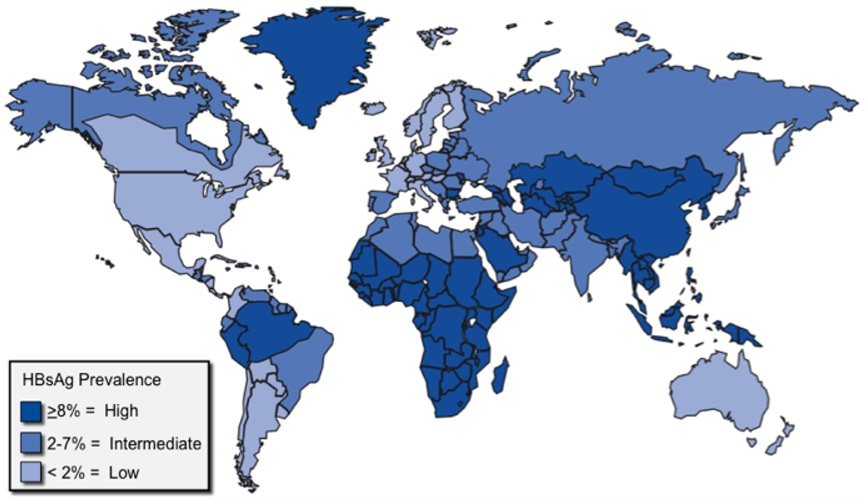 HBsAg Prevalence
≥8% = High
2-7% = Intermediate
< 2% = Low